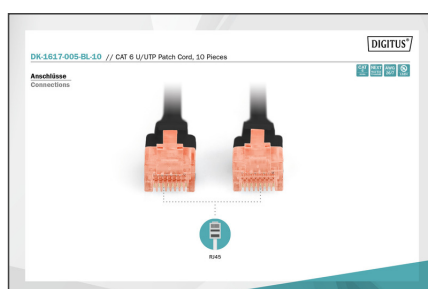 DIGITUS®
DK-1617-005-BL-10 // CAT 6 U/UTP Patch Cord, 10 Pieces
Anschlüsse
Connections
RJ45